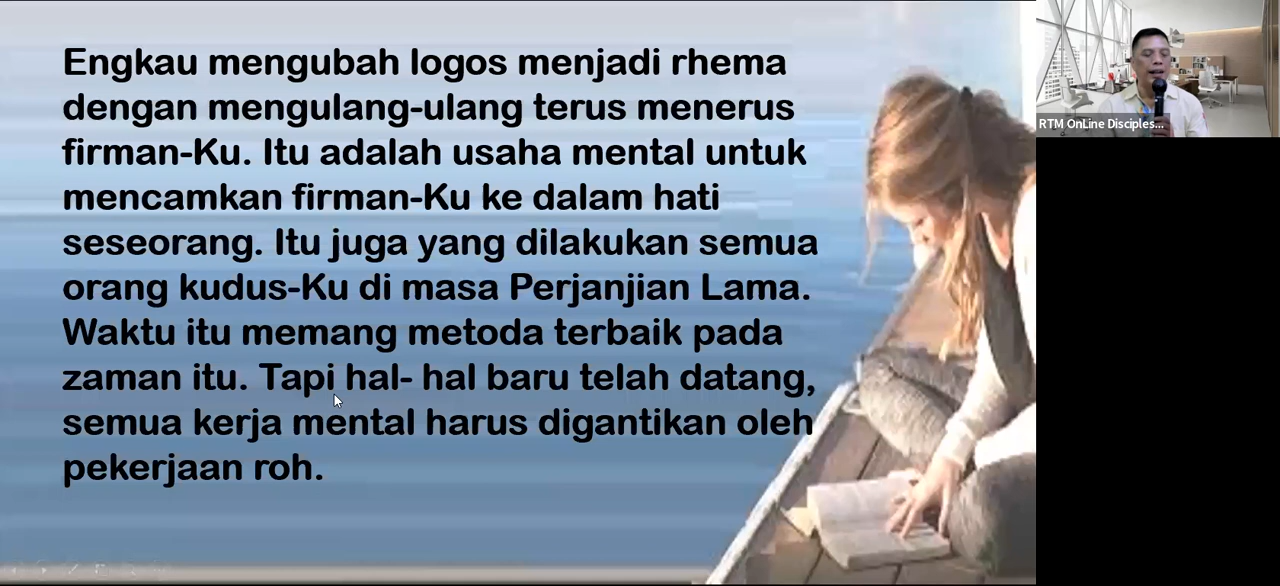 Engkau mengubah logos menjadi rhema
dengan mengulang-ulang terus menerus
firman-Ku. Itu adalah usaha mental untuk
mencamkan firman-Ku ke dalam hati
seseorang. Itu juga yang dilakukan semua
orang kudus-Ku di masa Perjanjian Lama.
Waktu itu memang metoda terbaik pada
zaman itu. Tapi hal- hal baru telah datang,
semua kerja mental harus digantikan oleh
pekerjaan roh.
RTM OnLine Disciples...